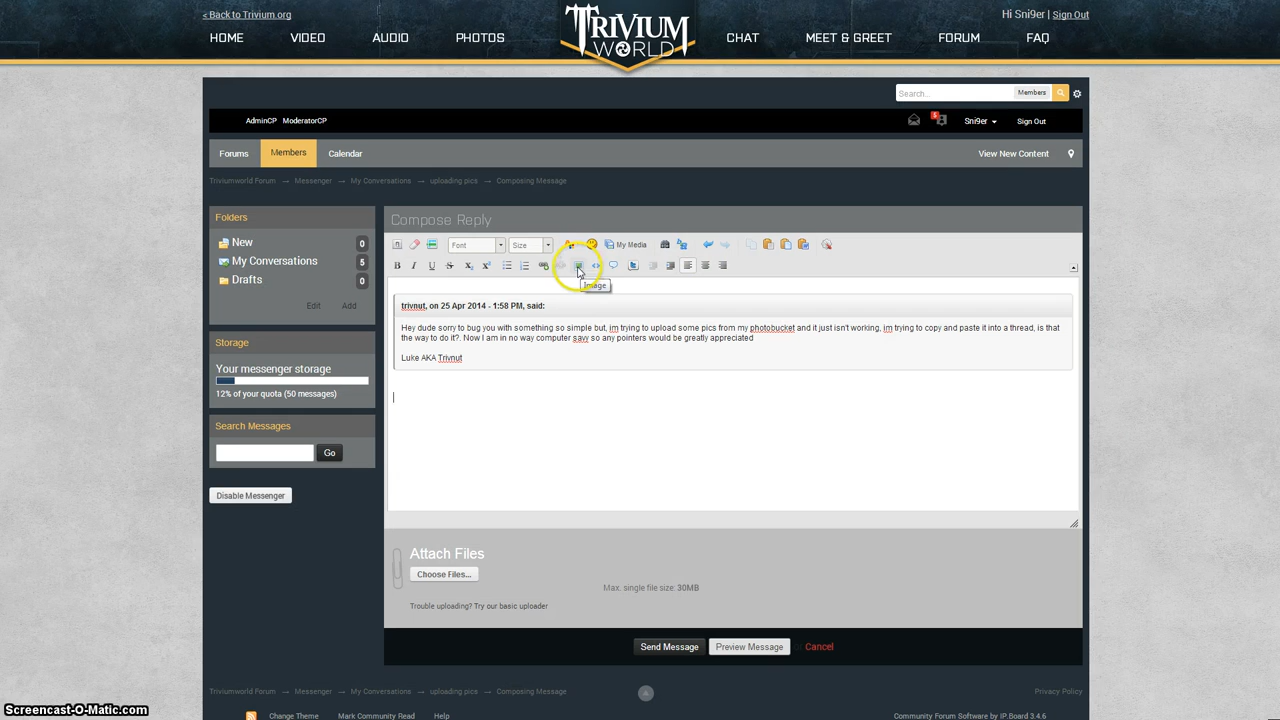 < Back to Trivium.org
Hi Sni9er | Sign Out
TRIVIUM
WORLD
HOME VIDEO AUDIO PHOTOS CHAT MEET & GREET FORUM FAQ
Search... Members
AdminCP ModeratorCP
Sni9er Sign Out
Forums Members Calendar View New Content
Triviumworld Forum → Messenger → My Conversations → uploading pics → Composing Message
Folders
New 0
My Conversations 5
Drafts 0
Edit Add
Storage
Your messenger storage
12% of your quota (50 messages)
Search Messages
Go
Disable Messenger
Compose Reply
Font Size My Media
Image
trivnut, on 25 Apr 2014 - 1:58 PM, said:
Hey dude sorry to bug you with something so simple but, im trying to upload some pics from my photobucket and it just isn't working, im trying to copy and paste it into a thread, is that
the way to do it?. Now I am in no way computer savy so any pointers would be greatly appreciated
Luke AKA Trivnut
Attach Files
Choose Files...
Max. single file size: 30MB
Trouble uploading? Try our basic uploader
Send Message Preview Message Cancel
Triviumworld Forum → Messenger → My Conversations → uploading pics → Composing Message
Privacy Policy
Change Theme Mark Community Read Help
Community Forum Software by IP.Board 3.4.6
Screencast-O-Matic.com